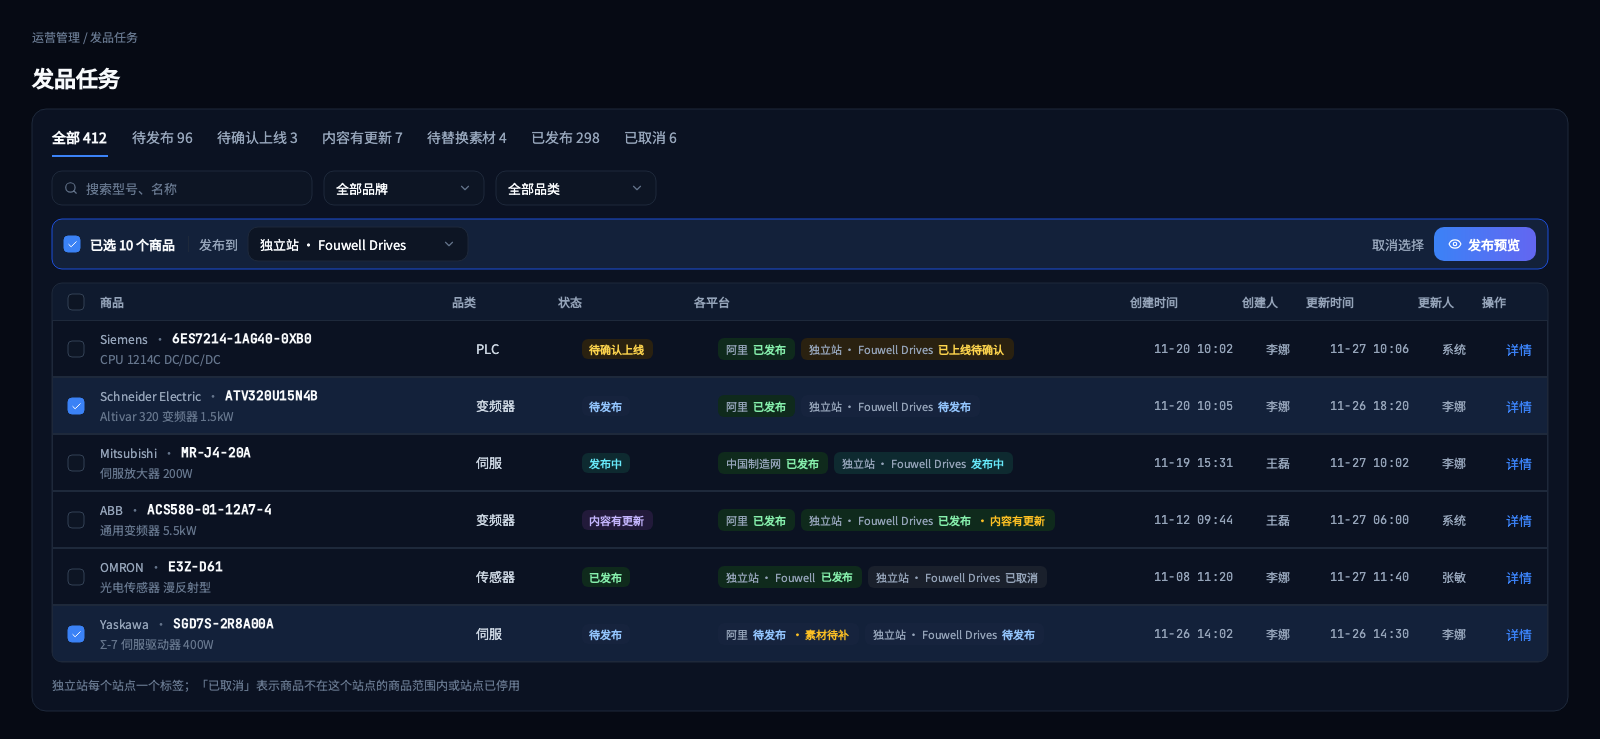 运营管理 / 发品任务
发品任务
全部 412 待发布 96 待确认上线 3 内容有更新 7 待替换素材 4 已发布 298 已取消 6
搜索型号、名称 全部品牌 全部品类
已选 10 个商品 发布到 独立站 • Fouwell Drives 取消选择 发布预览
商品 品类 状态 各平台 创建时间 创建人 更新时间 更新人 操作
Siemens • 6ES7214-1AG40-0XB0
CPU 1214C DC/DC/DC
PLC 待确认上线 阿里 已发布 独立站 • Fouwell Drives 已上线待确认 11-20 10:02 李娜 11-27 10:06 系统 详情
Schneider Electric • ATV320U15N4B
Altivar 320 变频器 1.5kW
变频器 待发布 阿里 已发布 独立站 • Fouwell Drives 待发布 11-20 10:05 李娜 11-26 18:20 李娜 详情
Mitsubishi • MR-J4-20A
伺服放大器 200W
伺服 发布中 中国制造网 已发布 独立站 • Fouwell Drives 发布中 11-19 15:31 王磊 11-27 10:02 李娜 详情
ABB • ACS580-01-12A7-4
通用变频器 5.5kW
变频器 内容有更新 阿里 已发布 独立站 • Fouwell Drives 已发布 • 内容有更新 11-12 09:44 王磊 11-27 06:00 系统 详情
OMRON • E3Z-D61
光电传感器 漫反射型
传感器 已发布 独立站 • Fouwell 已发布 独立站 • Fouwell Drives 已取消 11-08 11:20 李娜 11-27 11:40 张敏 详情
Yaskawa • SGD7S-2R8A00A
Σ-7 伺服驱动器 400W
伺服 待发布 阿里 待发布 • 素材待补 独立站 • Fouwell Drives 待发布 11-26 14:02 李娜 11-26 14:30 李娜 详情
独立站每个站点一个标签；「已取消」表示商品不在这个站点的商品范围内或站点已停用